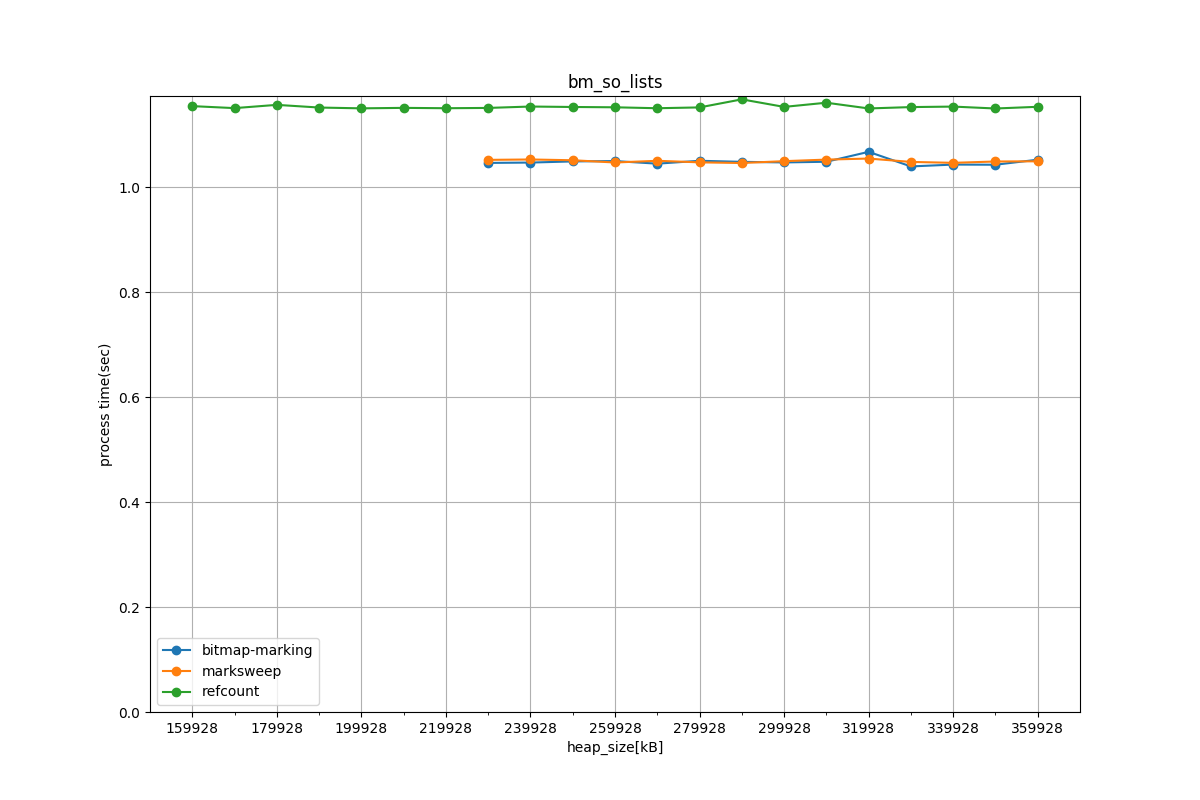 bm_so_lists
1.0
0.8
0.6
0.4
0.2
0.0
process time(sec)
bitmap-marking
marksweep
refcount
159928 179928 199928 219928 239928 259928 279928 299928 319928 339928 359928
heap_size[kB]